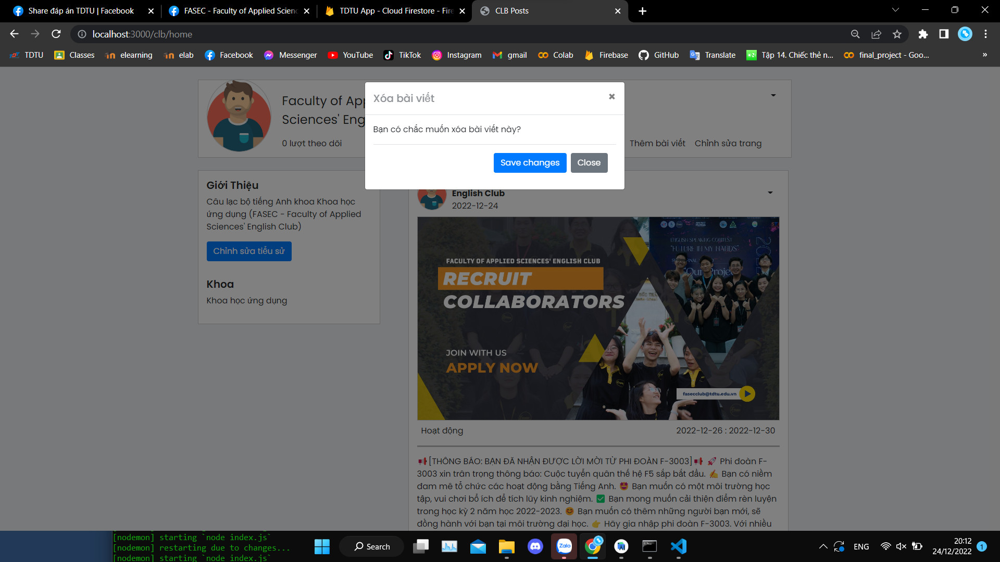 Share đáp án TDTU | Facebook
FASEC - Faculty of Applied Scienc
TDTU App - Cloud Firestore - Fire
CLB Posts
localhost:3000/clb/home
TDTU
Classes
elearning
elab
Facebook
Messenger
YouTube
TikTok
Instagram
gmail
Colab
Firebase
GitHub
Translate
Tập 14. Chiếc thẻ n...
final_project - Goo...
»
Faculty of App
Sciences' Eng
0 lượt theo dõi
Thêm bài viết
Chỉnh sửa trang
Xóa bài viết
Bạn có chắc muốn xóa bài viết này?
Save changes
Close
Giới Thiệu
Câu lạc bộ tiếng Anh khoa Khoa học
ứng dụng (FASEC - Faculty of Applied
Sciences' English Club)
Chỉnh sửa tiểu sử
Khoa
Khoa học ứng dụng
English Club
2022-12-24
ENGLISH SPEAKING CONTEST
"FUTURE IN MY HANDS"
FACULTY OF APPLIED SCIENCES' ENGLISH CLUB
RECRUIT
COLLABORATORS
JOIN WITH US
APPLY NOW
fasecclub@tdtu.edu.vn
Hoạt động
2022-12-26 : 2022-12-30
📢[THÔNG BÁO: BẠN ĐÃ NHẬN ĐƯỢC LỜI MỜI TỪ PHI ĐOÀN F-3003]📢 🚀 Phi đoàn F-
3003 xin trân trọng thông báo: Cuộc tuyển quân thế hệ F5 sắp bắt đầu. ✍ Bạn có niềm
đam mê tổ chức các hoạt động bằng Tiếng Anh. 🤩 Bạn muốn có một môi trường học
tập, vui chơi bổ ích để tích lũy kinh nghiệm. ✅ Bạn mong muốn cải thiện điểm rèn luyện
trong học kỳ 2 năm học 2022-2023. 😊 Bạn muốn có thêm những người bạn mới, sẽ
đồng hành với bạn tại môi trường đại học. 👉 Hãy gia nhập phi đoàn F-3003. Với nhiều
[nodemon] starting `node index.js`
[nodemon] restarting due to changes...
[nodemon] starting `node index.js`
Search
Zalo
ENG
20:12
24/12/2022
1